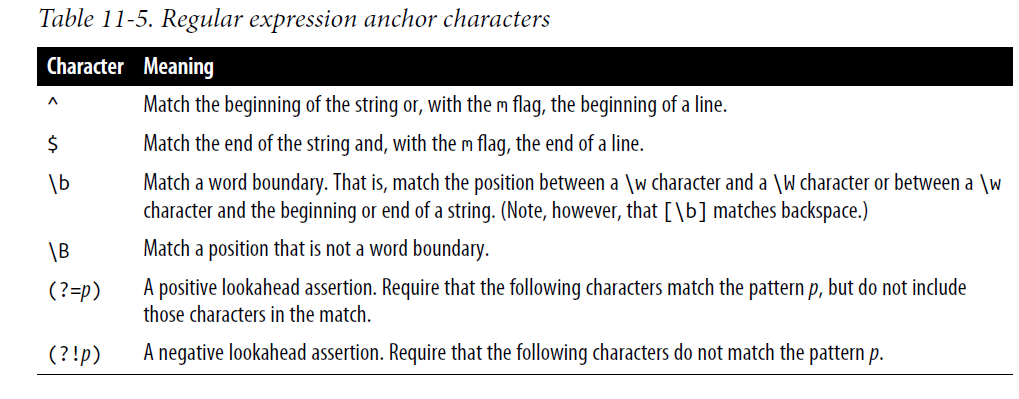 Table 11-5. Regular expression anchor characters
Character Meaning
^ Match the beginning of the string or, with the m flag, the beginning of a line.
$ Match the end of the string and, with the m flag, the end of a line.
\b Match a word boundary. That is, match the position between a \w character and a \W character or between a \w
character and the beginning or end of a string. (Note, however, that [\b] matches backspace.)
\B Match a position that is not a word boundary.
(?=p) A positive lookahead assertion. Require that the following characters match the pattern p, but do not include
those characters in the match.
(?!p) A negative lookahead assertion. Require that the following characters do not match the pattern p.